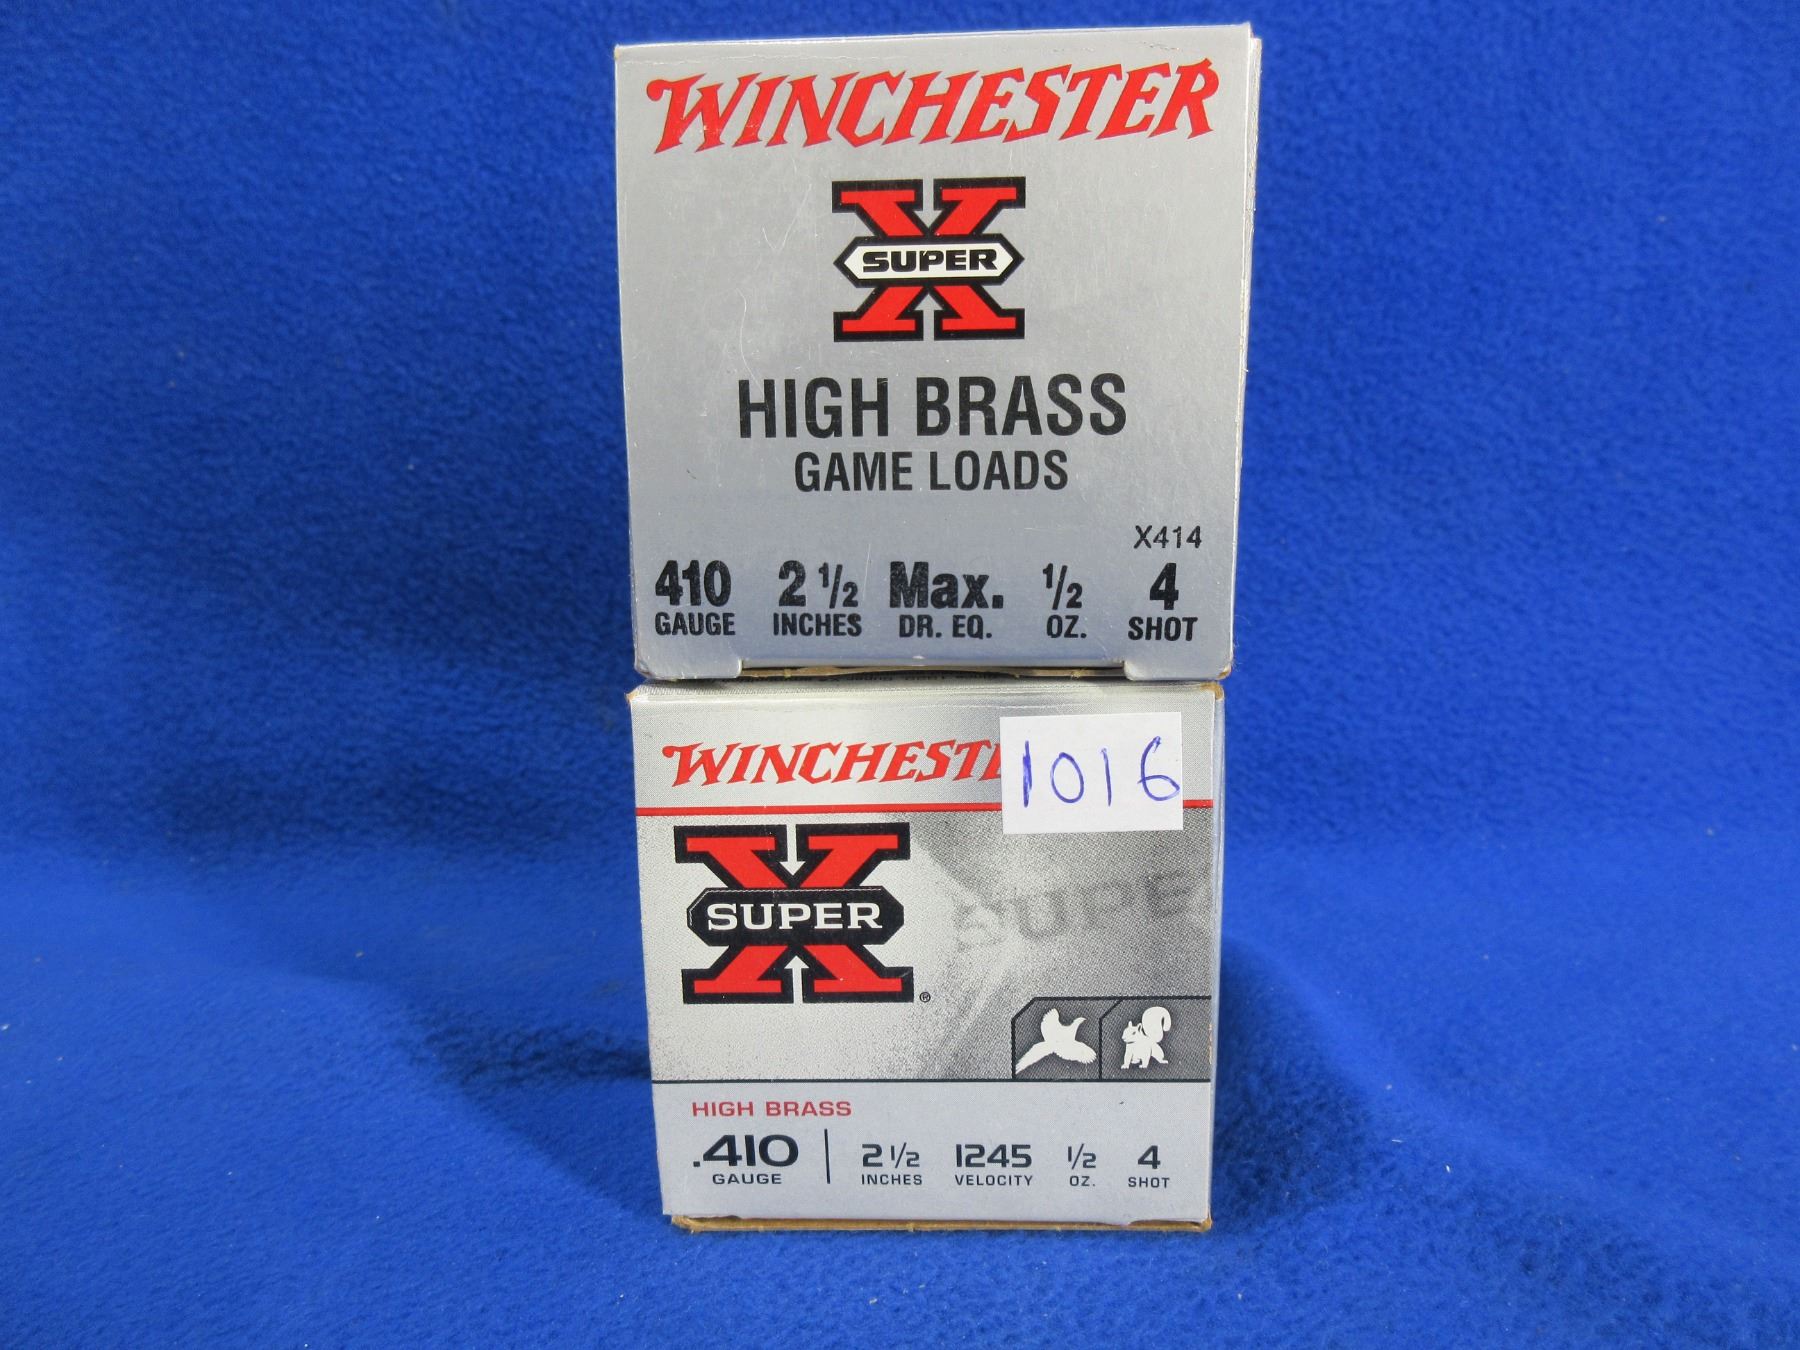 WINCHESTER
SUPER X
HIGH BRASS
GAME LOADS
X414
410 2 1/2 Max. 1/2 4
GAUGE INCHES DR. EQ. OZ. SHOT
WINCHESTE
1016
SUPER X ®
SUPE
HIGH BRASS
.410 2 1/2 1245 1/2 4
GAUGE INCHES VELOCITY OZ. SHOT